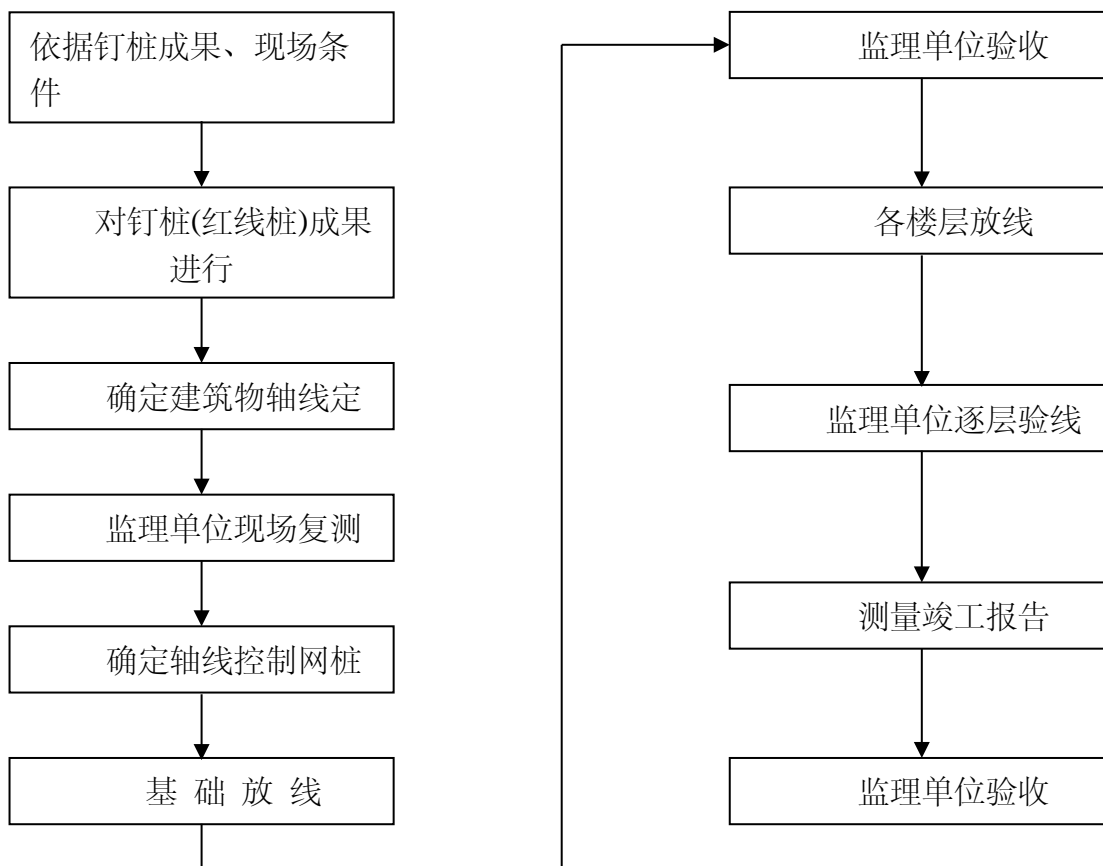 依据钉桩成果、现场条
件
对钉桩(红线桩)成果
进行
确定建筑物轴线定
监理单位现场复测
确定轴线控制网桩
基 础 放 线
监理单位验收
各楼层放线
监理单位逐层验线
测量竣工报告
监理单位验收